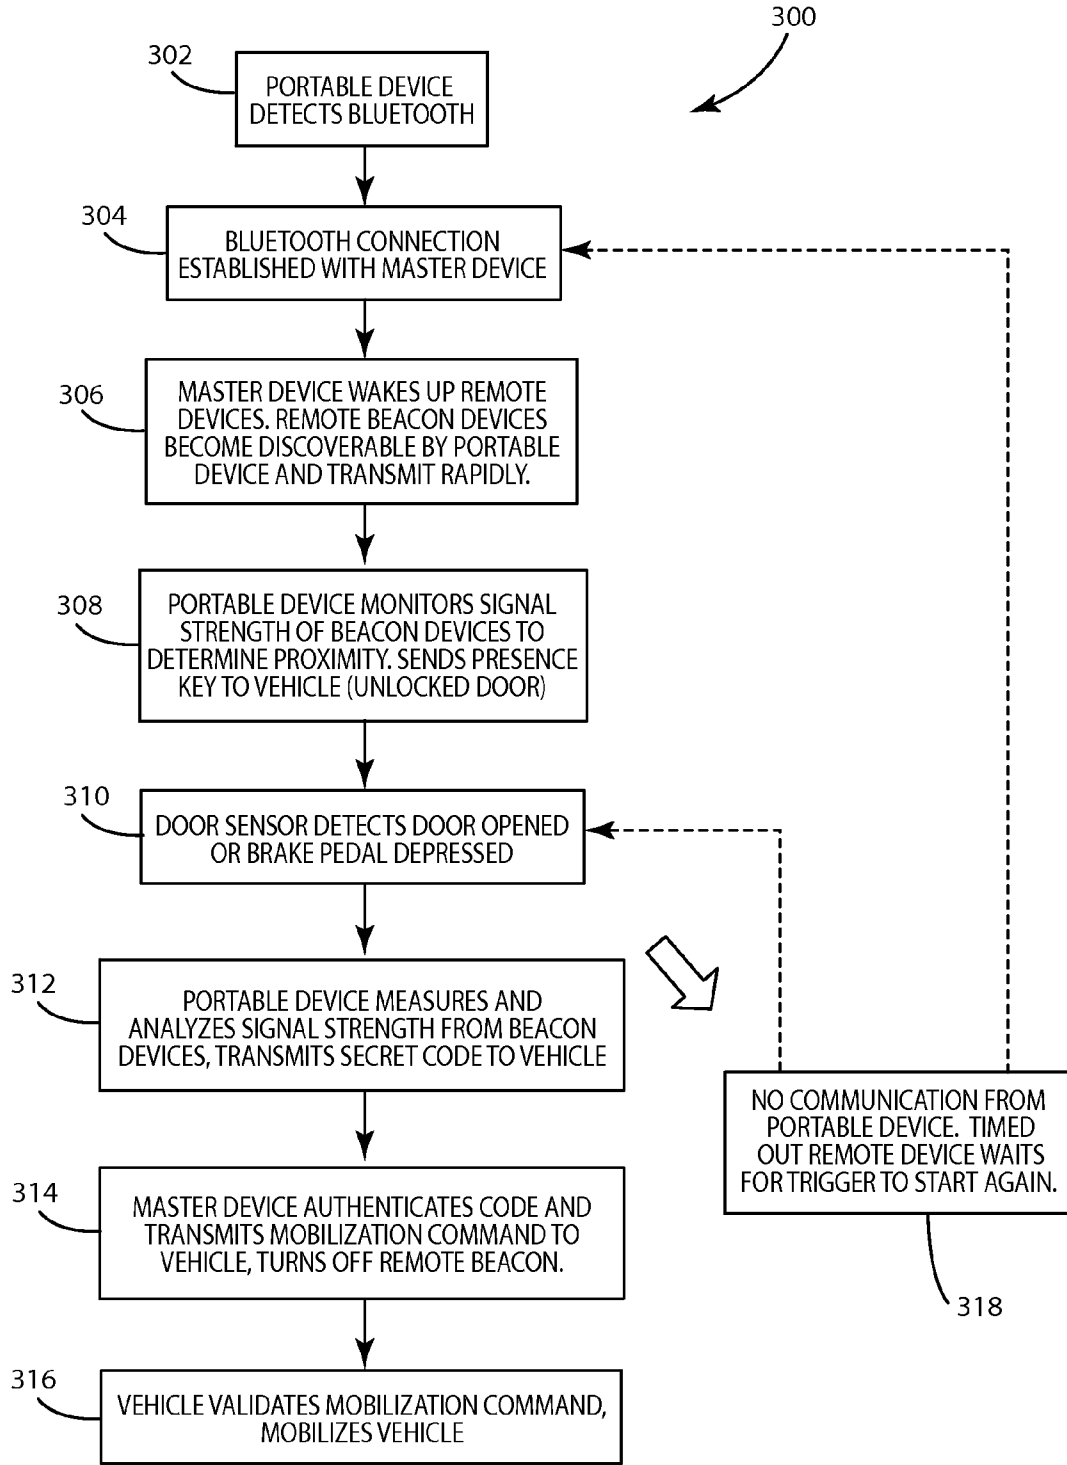 300
302
PORTABLE DEVICE
DETECTS BLUETOOTH
304
BLUETOOTH CONNECTION
ESTABLISHED WITH MASTER DEVICE
306
MASTER DEVICE WAKES UP REMOTE
DEVICES. REMOTE BEACON DEVICES
BECOME DISCOVERABLE BY PORTABLE
DEVICE AND TRANSMIT RAPIDLY.
308
PORTABLE DEVICE MONITORS SIGNAL
STRENGTH OF BEACON DEVICES TO
DETERMINE PROXIMITY. SENDS PRESENCE
KEY TO VEHICLE (UNLOCKED DOOR)
310
DOOR SENSOR DETECTS DOOR OPENED
OR BRAKE PEDAL DEPRESSED
312
PORTABLE DEVICE MEASURES AND
ANALYZES SIGNAL STRENGTH FROM BEACON
DEVICES, TRANSMITS SECRET CODE TO VEHICLE
NO COMMUNICATION FROM
PORTABLE DEVICE. TIMED
OUT REMOTE DEVICE WAITS
FOR TRIGGER TO START AGAIN.
318
314
MASTER DEVICE AUTHENTICATES CODE AND
TRANSMITS MOBILIZATION COMMAND TO
VEHICLE, TURNS OFF REMOTE BEACON.
316
VEHICLE VALIDATES MOBILIZATION COMMAND,
MOBILIZES VEHICLE